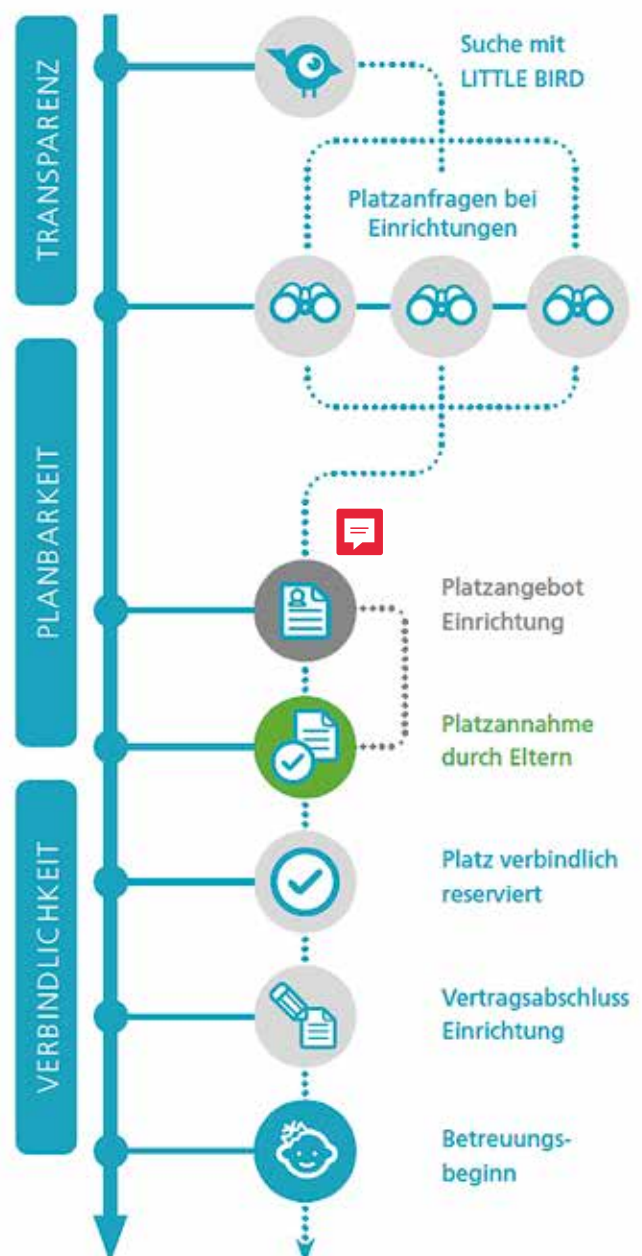 TRANSPARENZ
Suche mit
LITTLE BIRD
Platzanfragen bei
Einrichtungen
PLANBARKEIT
Platzangebot
Einrichtung
Platzannahme
durch Eltern
VERBINDLICHKEIT
Platz verbindlich
reserviert
Vertragsabschluss
Einrichtung
Betreuungs-
beginn